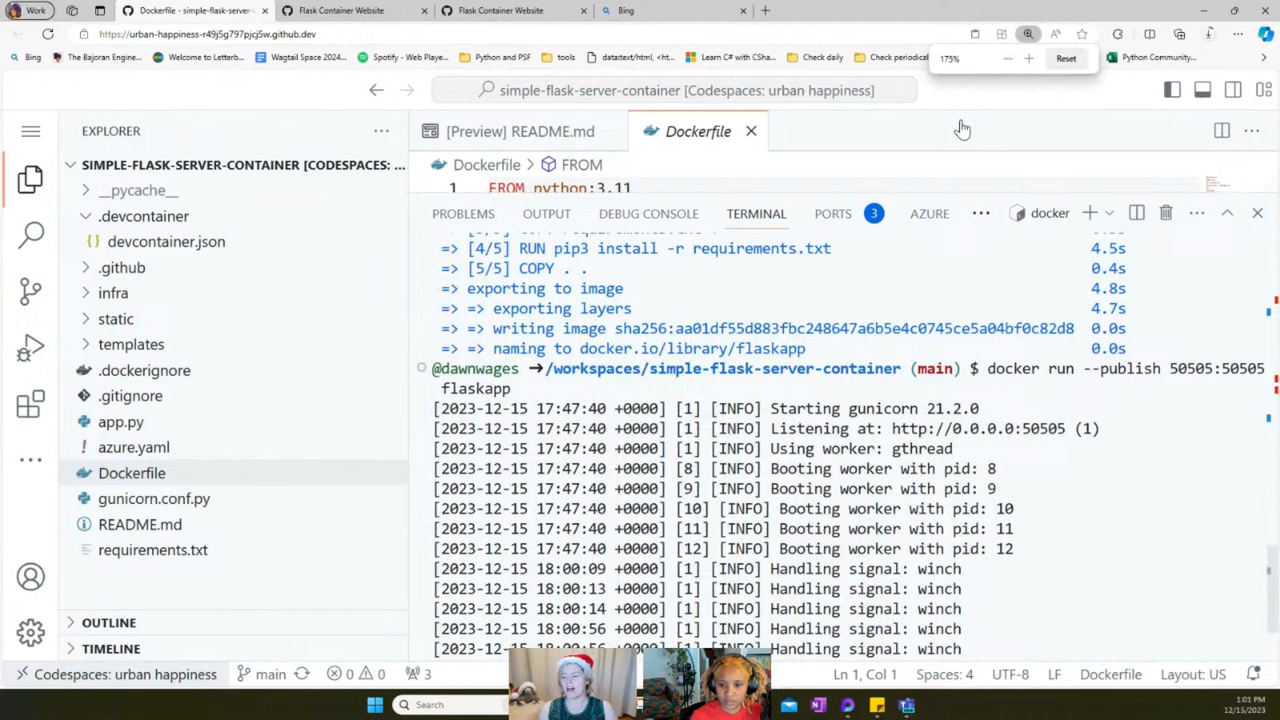 Work
Dockerfile - simple-flask-server-
Flask Container Website
Flask Container Website
Bing
https://urban-happiness-r49j5g797pjcj5w.github.dev
Bing
The Bajoran Engine...
Welcome to Letterb...
Wagtail Space 2024...
Spotify - Web Playe...
Python and PSF
tools
data:text/html, <ht...
Learn C# with CSha...
Check daily
Check periodical
Python Community...
175%
Reset
simple-flask-server-container [Codespaces: urban happiness]
EXPLORER
[Preview] README.md
Dockerfile
SIMPLE-FLASK-SERVER-CONTAINER [CODESPACES: ...
Dockerfile > FROM
__pycache__
1 FROM python:3.11
.devcontainer
PROBLEMS OUTPUT DEBUG CONSOLE TERMINAL PORTS 3 AZURE ... docker
devcontainer.json
.github
infra
static
templates
.dockerignore
.gitignore
app.py
azure.yaml
Dockerfile
gunicorn.conf.py
README.md
requirements.txt
OUTLINE
TIMELINE
=> [4/5] RUN pip3 install -r requirements.txt 4.5s
=> [5/5] COPY . . 0.4s
=> exporting to image 4.8s
=> => exporting layers 4.7s
=> => writing image sha256:aa01df55d883fbc248647a6b5e4c0745ce5a04bf0c82d8 0.0s
=> => naming to docker.io/library/flaskapp 0.0s
@dawnwages ➜/workspaces/simple-flask-server-container (main) $ docker run --publish 50505:50505
flaskapp
[2023-12-15 17:47:40 +0000] [1] [INFO] Starting gunicorn 21.2.0
[2023-12-15 17:47:40 +0000] [1] [INFO] Listening at: http://0.0.0.0:50505 (1)
[2023-12-15 17:47:40 +0000] [1] [INFO] Using worker: gthread
[2023-12-15 17:47:40 +0000] [8] [INFO] Booting worker with pid: 8
[2023-12-15 17:47:40 +0000] [9] [INFO] Booting worker with pid: 9
[2023-12-15 17:47:40 +0000] [10] [INFO] Booting worker with pid: 10
[2023-12-15 17:47:40 +0000] [11] [INFO] Booting worker with pid: 11
[2023-12-15 17:47:40 +0000] [12] [INFO] Booting worker with pid: 12
[2023-12-15 18:00:09 +0000] [1] [INFO] Handling signal: winch
[2023-12-15 18:00:13 +0000] [1] [INFO] Handling signal: winch
[2023-12-15 18:00:14 +0000] [1] [INFO] Handling signal: winch
[2023-12-15 18:00:56 +0000] [1] [INFO] Handling signal: winch
[2023-12-15 18:00:56 +0000] [1] [INFO] Handling signal: winch
Codespaces: urban happiness main 0 0 3 Ln 1, Col 1 Spaces: 4 UTF-8 LF Dockerfile Layout: US
Search
1:01 PM
12/15/2023